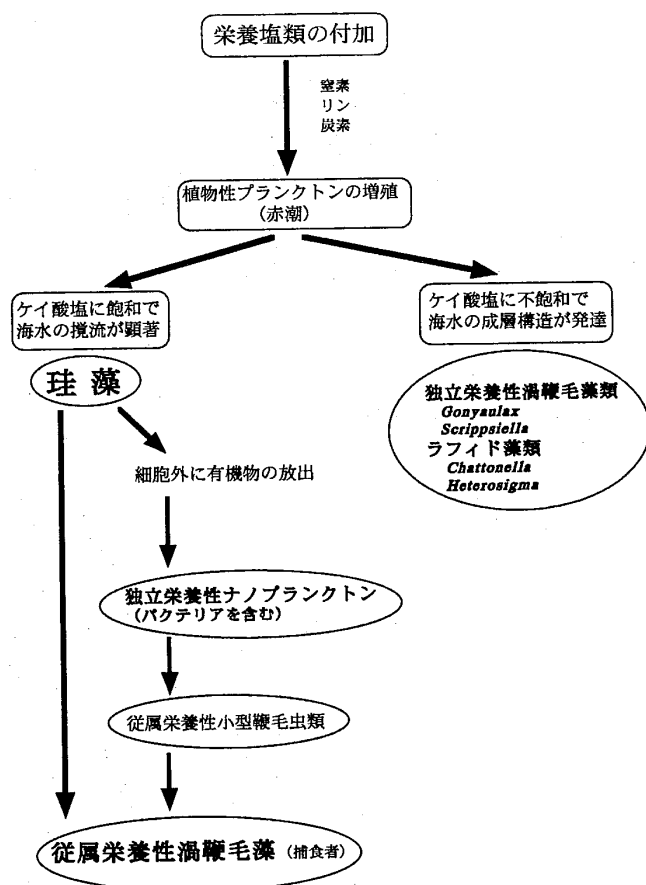 栄養塩類の付加
窒素
リン
炭素
植物性プランクトンの増殖
(赤潮)
ケイ酸塩に飽和で
海水の撹流が顕著
ケイ酸塩に不飽和で
海水の成層構造が発達
珪藻
独立栄養性渦鞭毛藻類
Gonyaulax
Scrippsiella
ラフィド藻類
Chattonella
Heterosigma
細胞外に有機物の放出
独立栄養性ナノプランクトン
(バクテリアを含む)
従属栄養性小型鞭毛虫類
従属栄養性渦鞭毛藻 (捕食者)